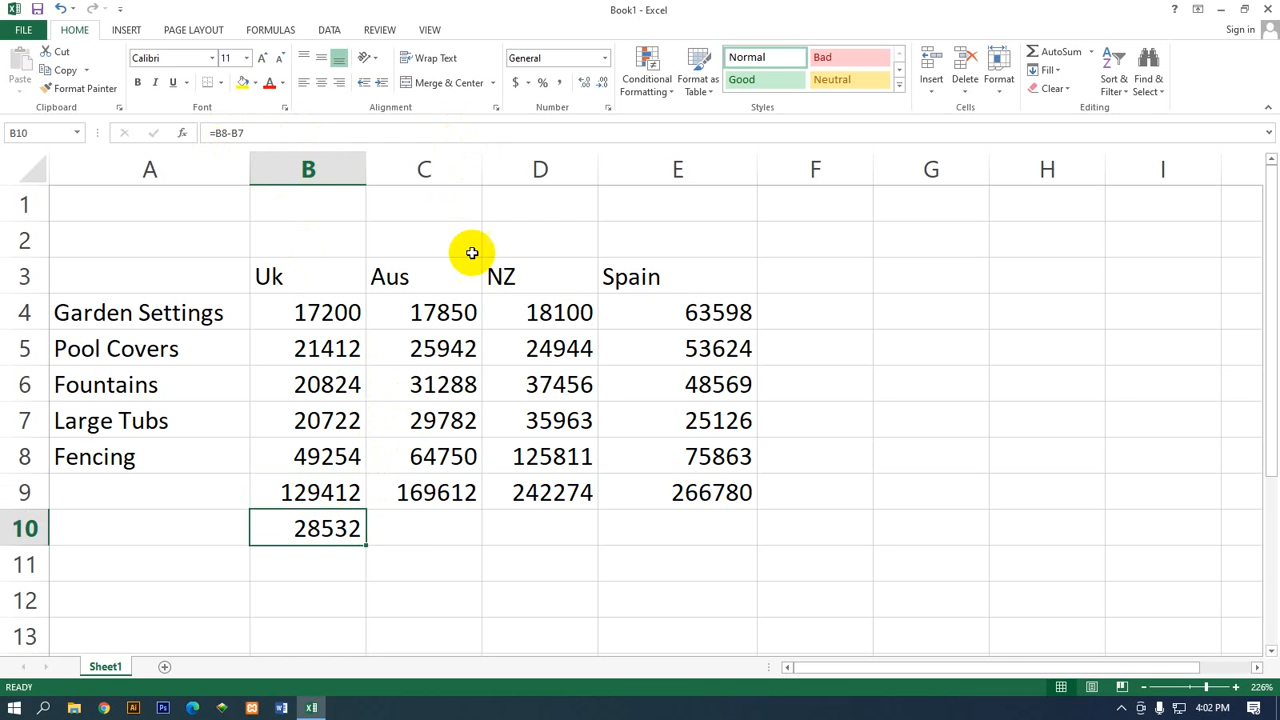 Book1 - Excel
FILE HOME INSERT PAGE LAYOUT FORMULAS DATA REVIEW VIEW Sign in
Paste Cut Copy Format Painter Clipboard
Calibri 11 B I U A A A Font
Wrap Text Merge & Center Alignment
General $ % , Number
Conditional Formatting Format as Table Normal Bad Good Neutral Styles
Insert Delete Format Cells
AutoSum Fill Clear Sort & Filter Find & Select Editing
B10 fx =B8-B7
A B C D E F G H I
1
2
3 Uk Aus NZ Spain
4 Garden Settings 17200 17850 18100 63598
5 Pool Covers 21412 25942 24944 53624
6 Fountains 20824 31288 37456 48569
7 Large Tubs 20722 29782 35963 25126
8 Fencing 49254 64750 125811 75863
9 129412 169612 242274 266780
10 28532
11
12
13
Sheet1
READY 226%
4:02 PM